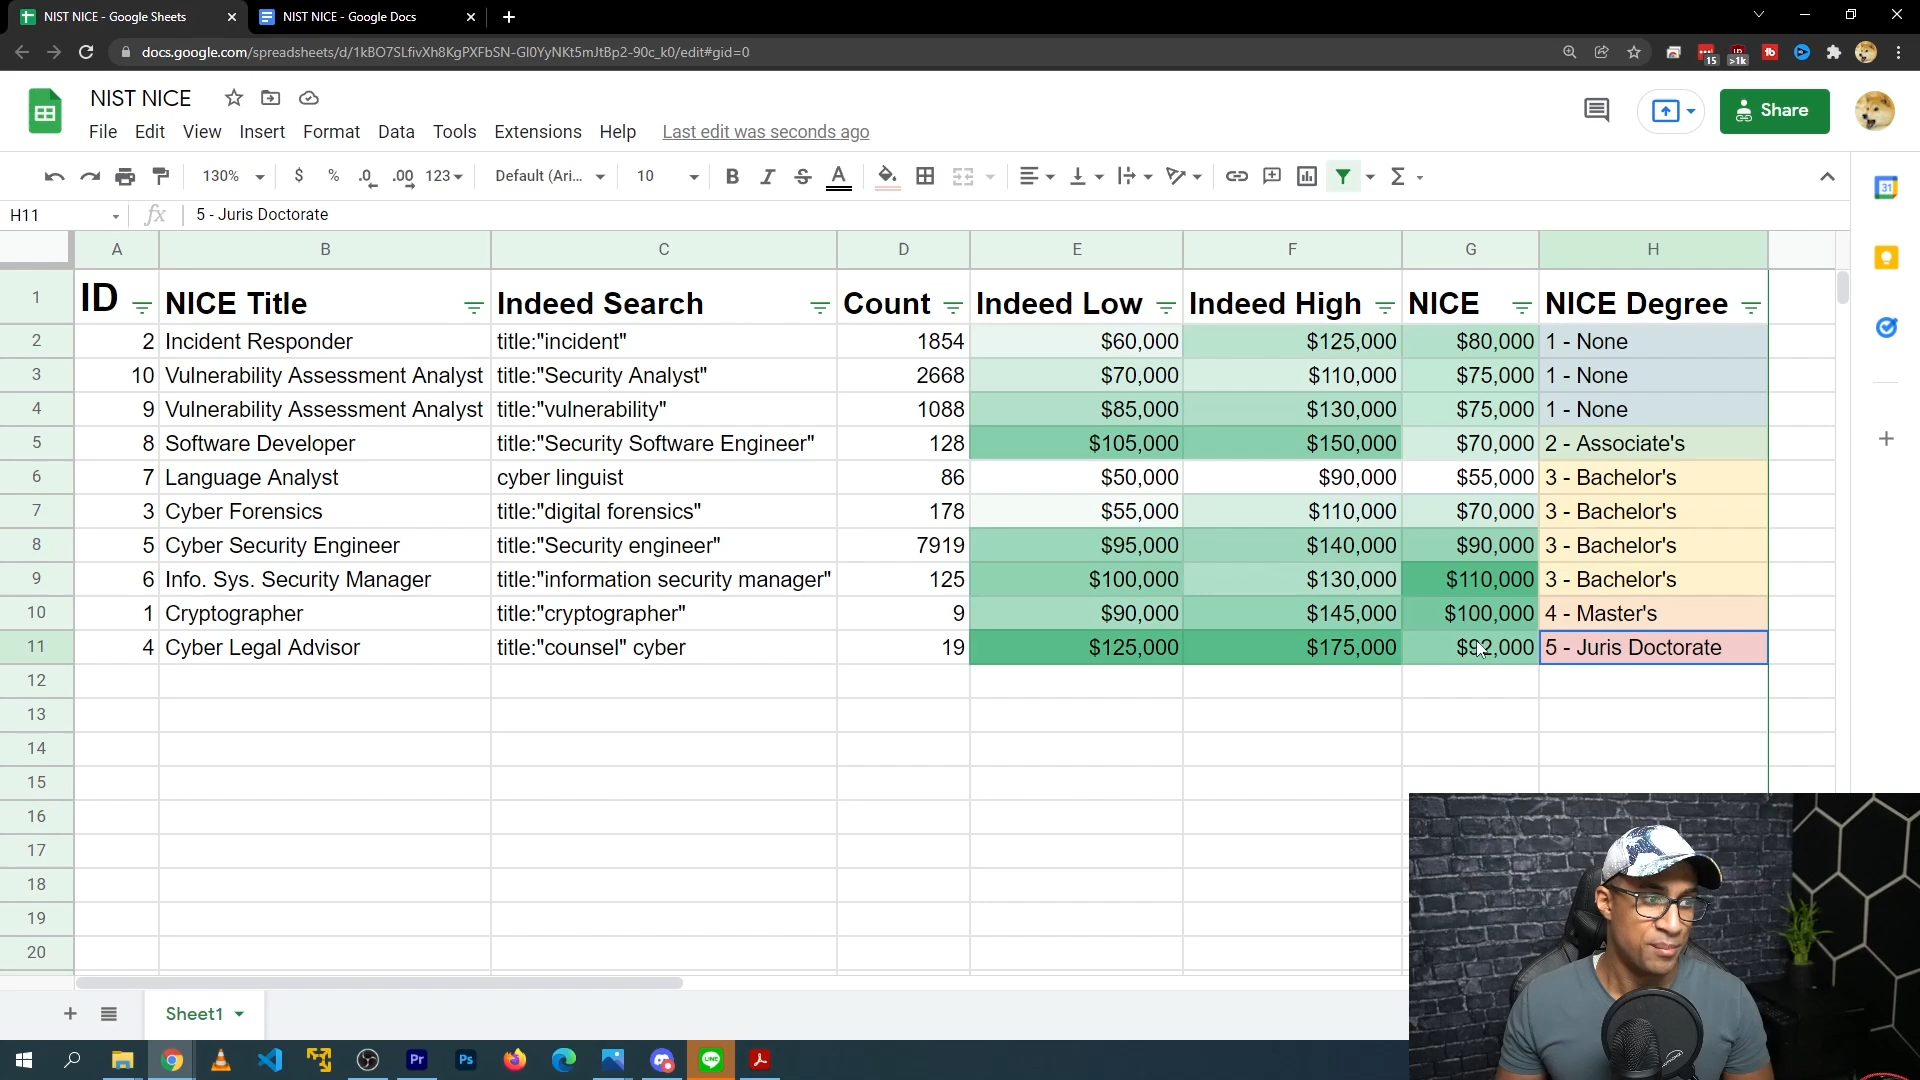 NIST NICE - Google Sheets
NIST NICE - Google Docs
docs.google.com/spreadsheets/d/1kBO7SLfivXh8KgPXFbSN-Gl0YyNKt5mJtBp2-90c_k0/edit#gid=0
15
>1k
NIST NICE
File Edit View Insert Format Data Tools Extensions Help Last edit was seconds ago
Share
130% $ % .0 .00 123 Default (Ari... 10 B I S A
31
H11 fx 5 - Juris Doctorate
A B C D E F G H
1 ID NICE Title Indeed Search Count Indeed Low Indeed High NICE NICE Degree
2 2 Incident Responder title:"incident" 1854 $60,000 $125,000 $80,000 1 - None
3 10 Vulnerability Assessment Analyst title:"Security Analyst" 2668 $70,000 $110,000 $75,000 1 - None
4 9 Vulnerability Assessment Analyst title:"vulnerability" 1088 $85,000 $130,000 $75,000 1 - None
5 8 Software Developer title:"Security Software Engineer" 128 $105,000 $150,000 $70,000 2 - Associate's
6 7 Language Analyst cyber linguist 86 $50,000 $90,000 $55,000 3 - Bachelor's
7 3 Cyber Forensics title:"digital forensics" 178 $55,000 $110,000 $70,000 3 - Bachelor's
8 5 Cyber Security Engineer title:"Security engineer" 7919 $95,000 $140,000 $90,000 3 - Bachelor's
9 6 Info. Sys. Security Manager title:"information security manager" 125 $100,000 $130,000 $110,000 3 - Bachelor's
10 1 Cryptographer title:"cryptographer" 9 $90,000 $145,000 $100,000 4 - Master's
11 4 Cyber Legal Advisor title:"counsel" cyber 19 $125,000 $175,000 $92,000 5 - Juris Doctorate
12
13
14
15
16
17
18
19
20
Sheet1
Pr
Ps
LINE